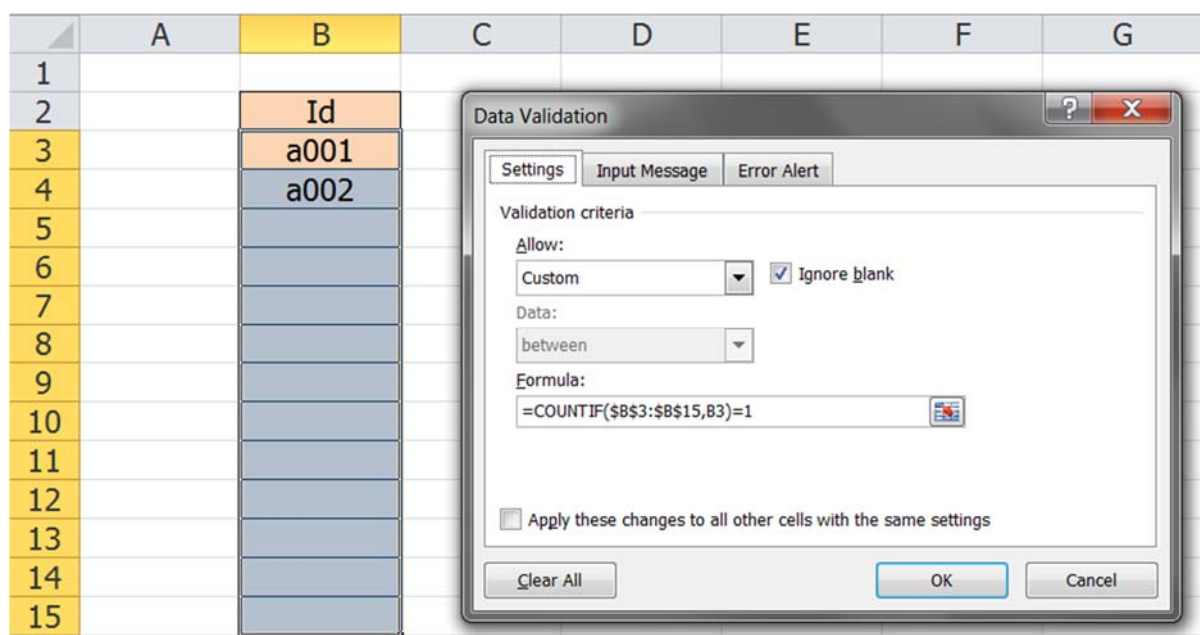 A B C D E F G
1
2 Id
3 a001
4 a002
5
6
7
8
9
10
11
12
13
14
15
Data Validation ? X
Settings Input Message Error Alert
Validation criteria
Allow:
Custom Ignore blank
Data:
between
Formula:
=COUNTIF($B$3:$B$15,B3)=1
Apply these changes to all other cells with the same settings
Clear All OK Cancel